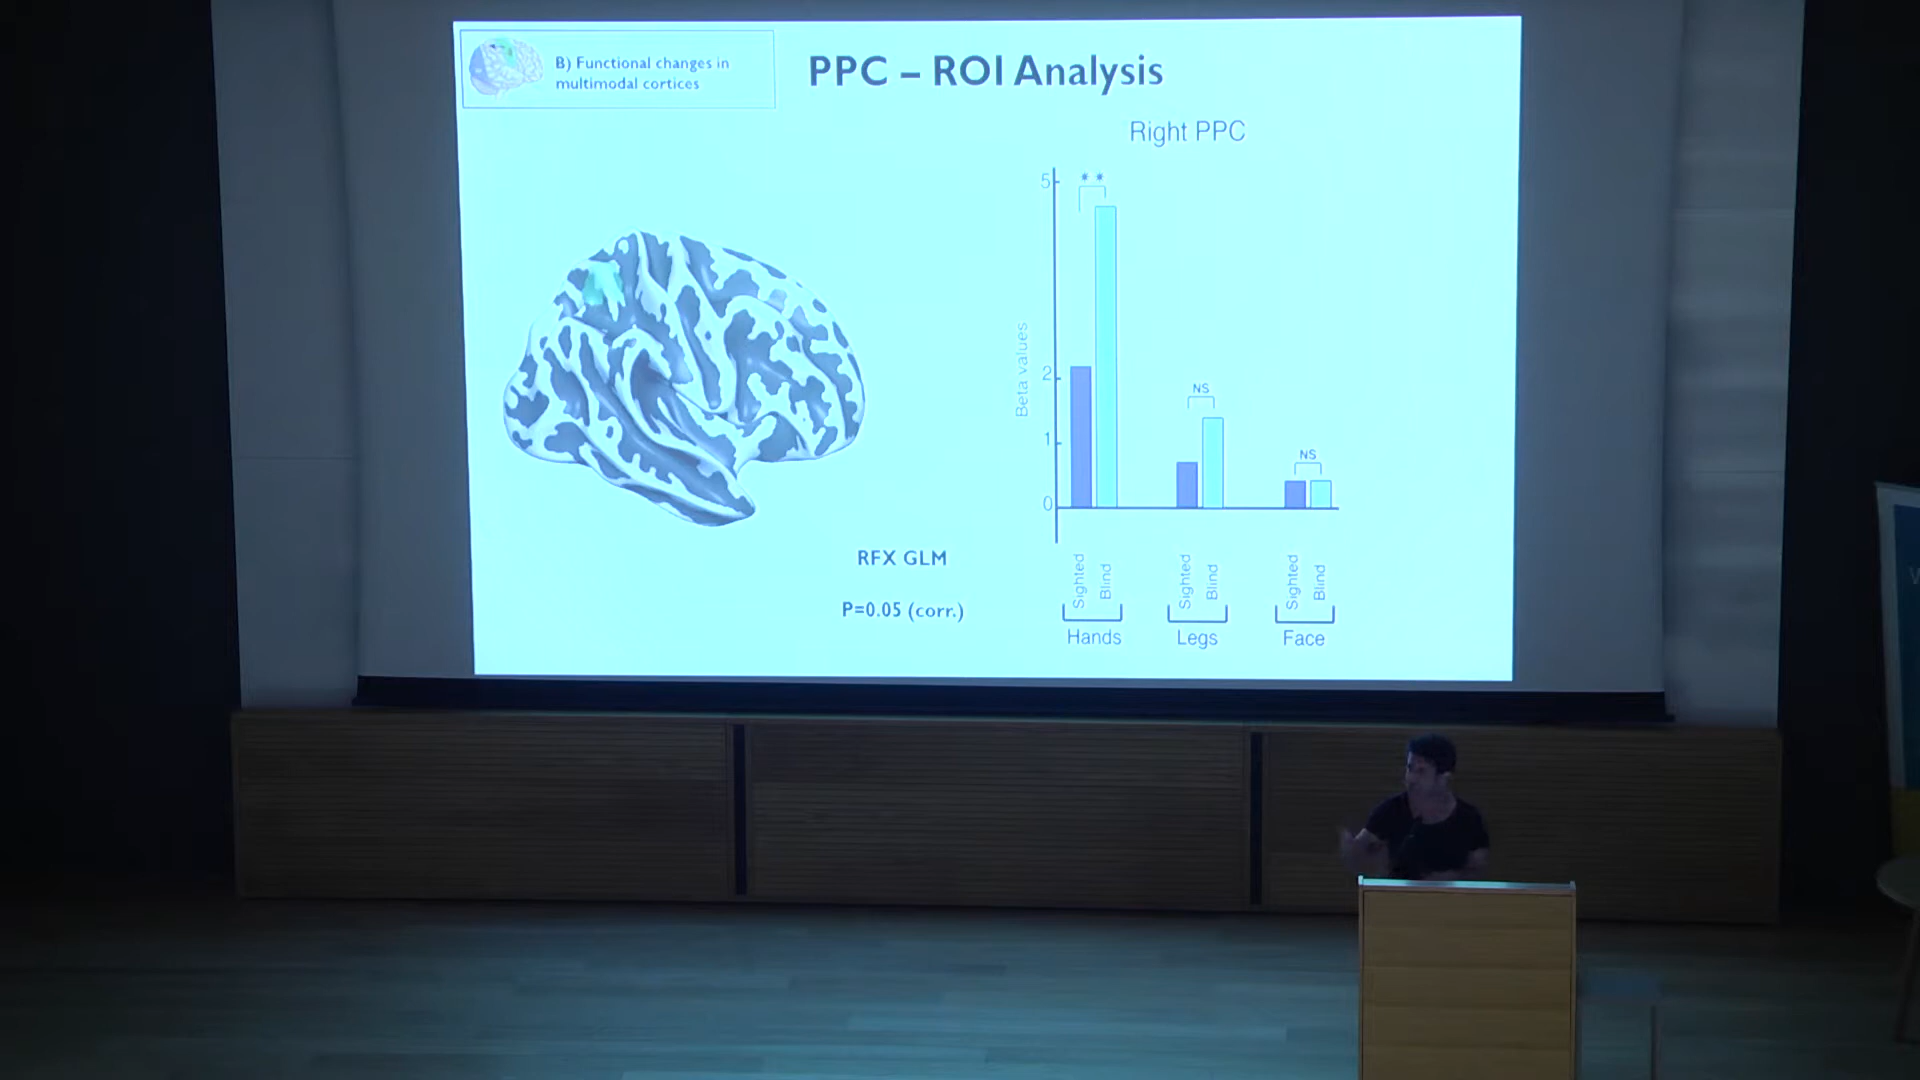 B) Functional changes in
multimodal cortices
PPC – ROI Analysis
Right PPC
* *
5
2
1
0
Beta values
NS
NS
Sighted
Blind
Sighted
Blind
Sighted
Blind
Hands
Legs
Face
RFX GLM
P=0.05 (corr.)